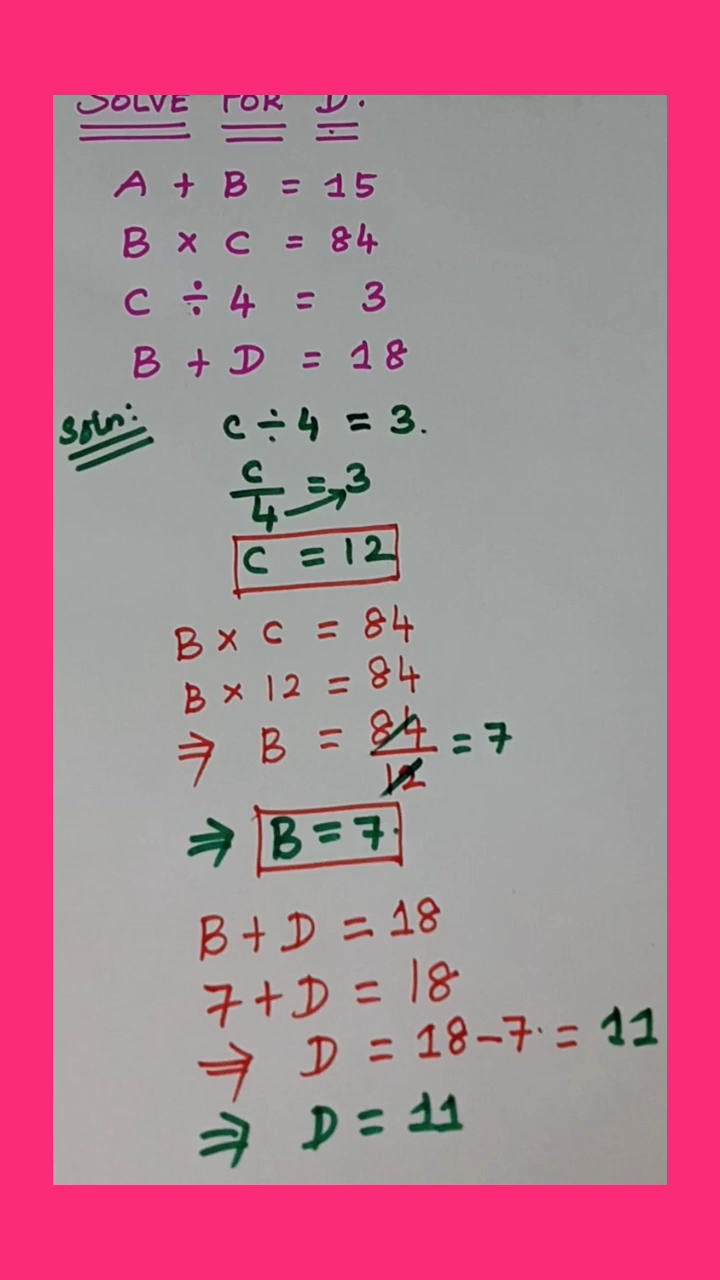 SOLVE FOR D.
A + B = 15
B × C = 84
C ÷ 4 = 3
B + D = 18
Soln:
C ÷ 4 = 3.
C/4 = 3
C = 12
B × C = 84
B × 12 = 84
⇒ B = 84/12 = 7
⇒ B = 7.
B + D = 18
7 + D = 18
⇒ D = 18 - 7. = 11
⇒ D = 11